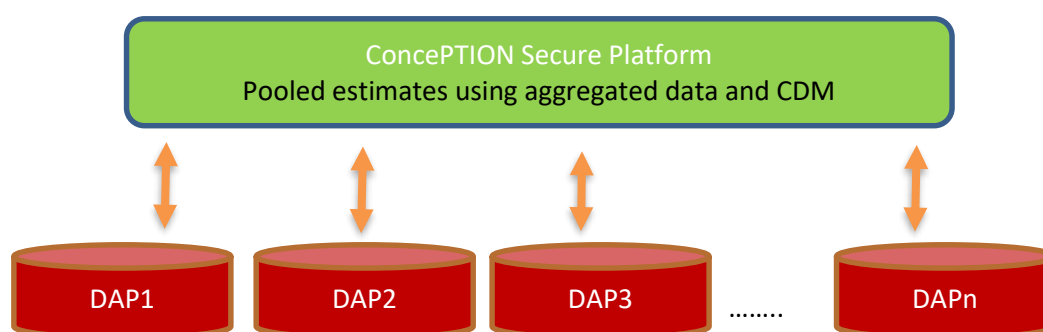 ConcePTION Secure Platform
Pooled estimates using aggregated data and CDM
DAP1 DAP2 DAP3 …….. DAPn